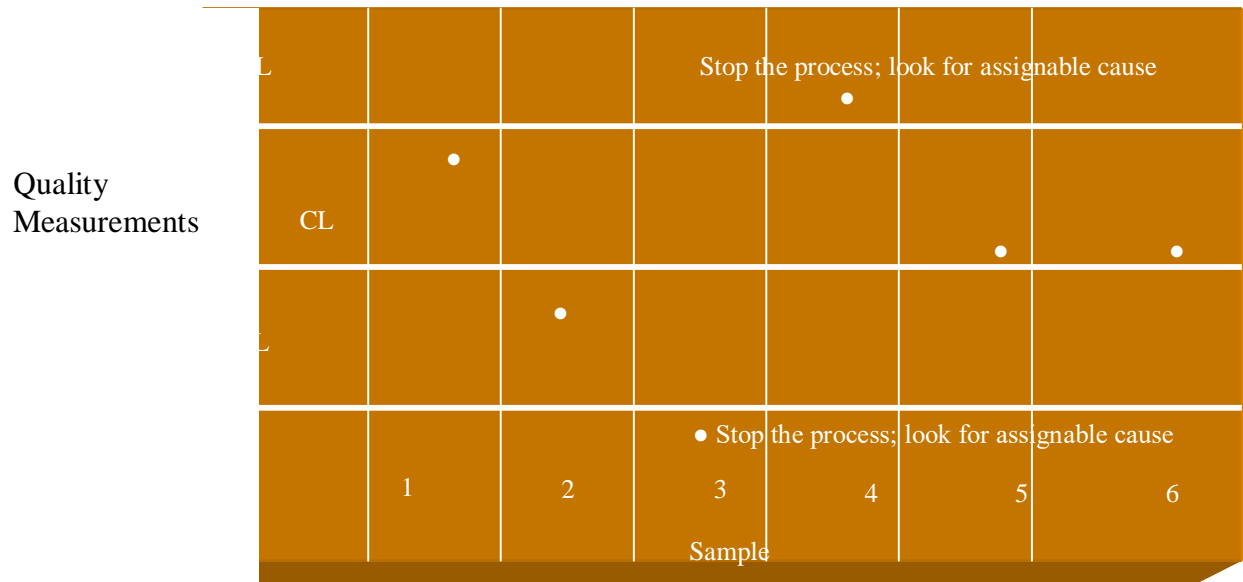 L
Stop the process; look for assignable cause
Quality
Measurements
CL
L
Stop the process; look for assignable cause
1 2 3 4 5 6
Sample